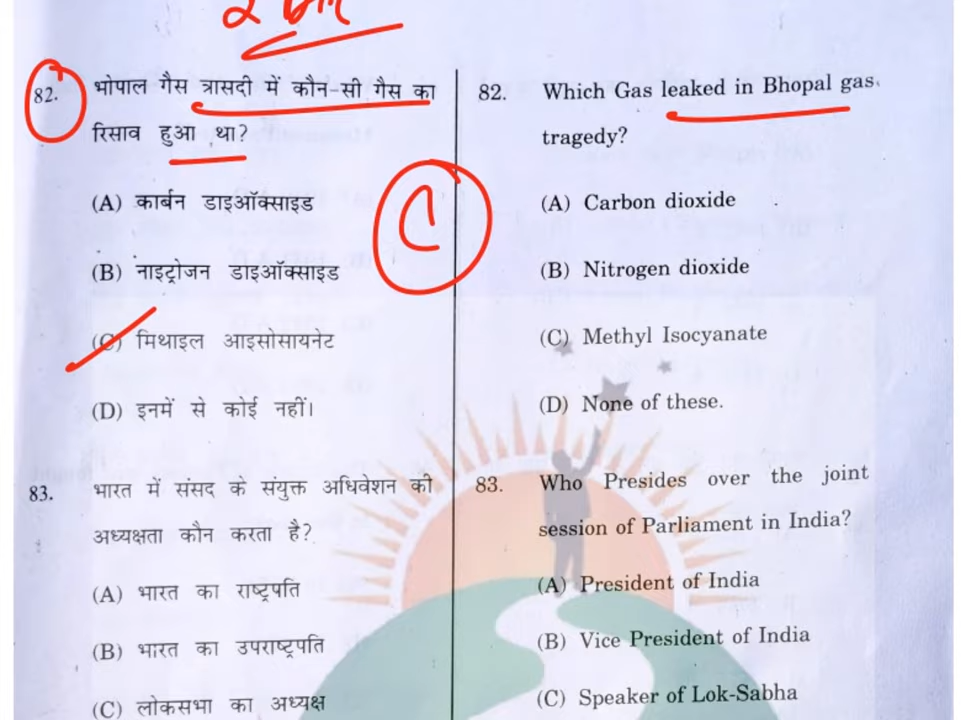 82.
भोपाल गैस त्रासदी में कौन-सी गैस का
रिसाव हुआ था?
(A) कार्बन डाइऑक्साइड
(B) नाइट्रोजन डाइऑक्साइड
(C) मिथाइल आइसोसायनेट
(D) इनमें से कोई नहीं।
C
83.
भारत में संसद के संयुक्त अधिवेशन की
अध्यक्षता कौन करता है?
(A) भारत का राष्ट्रपति
(B) भारत का उपराष्ट्रपति
(C) लोकसभा का अध्यक्ष
82. Which Gas leaked in Bhopal gas
tragedy?
(A) Carbon dioxide
(B) Nitrogen dioxide
(C) Methyl Isocyanate
(D) None of these.
83. Who Presides over the joint
session of Parliament in India?
(A) President of India
(B) Vice President of India
(C) Speaker of Lok-Sabha